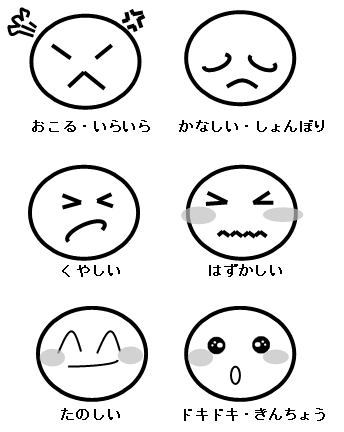 おこる・いらいら
かなしい・しょんぼり
くやしい
はずかしい
たのしい
ドキドキ・きんちょう